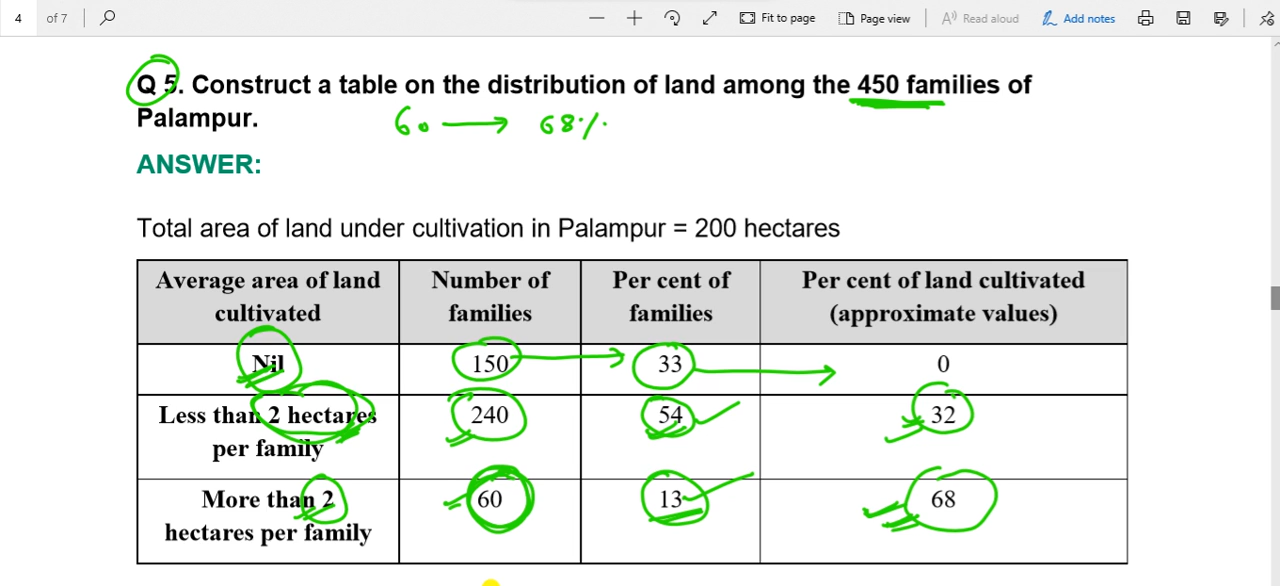 4 of 7 Fit to page Page view Read aloud Add notes
Q 5. Construct a table on the distribution of land among the 450 families of
Palampur.
60 → 68%
ANSWER:
Total area of land under cultivation in Palampur = 200 hectares
Average area of land cultivated Number of families Per cent of families Per cent of land cultivated (approximate values)
Nil 150 33 0
Less than 2 hectares per family 240 54 32
More than 2 hectares per family 60 13 68